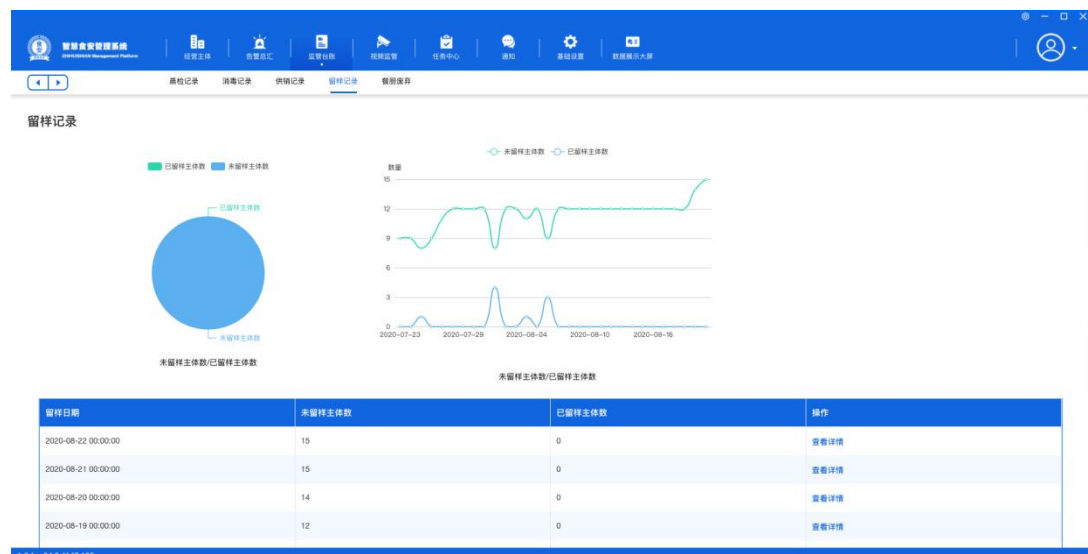 智慧食安管理系统
经营主体
告警总汇
监管台账
视频监管
任务中心
通知
基础设置
数据展示大屏
晨检记录
消毒记录
供销记录
留样记录
餐厨废弃
留样记录
已留样主体数 未留样主体数
已留样主体数
未留样主体数
未留样主体数/已留样主体数
未留样主体数 已留样主体数
数量
15
12
9
6
3
0
2020-07-23 2020-07-29 2020-08-04 2020-08-10 2020-08-16
未留样主体数/已留样主体数
留样日期 未留样主体数 已留样主体数 操作
2020-08-22 00:00:00 15 0 查看详情
2020-08-21 00:00:00 15 0 查看详情
2020-08-20 00:00:00 14 0 查看详情
2020-08-19 00:00:00 12 0 查看详情